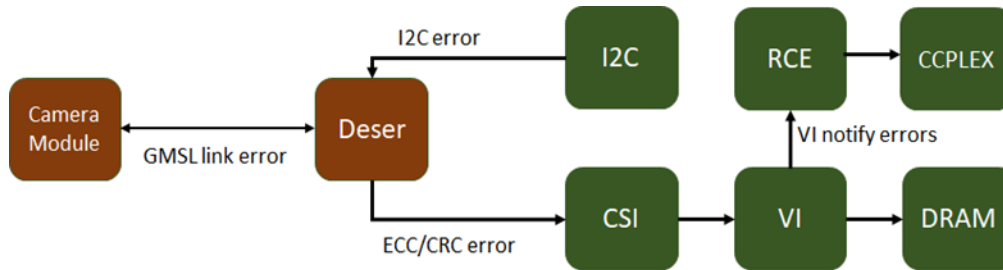 I2C error
I2C
RCE
CCPLEX
Camera
Module
Deser
GMSL link error
VI notify errors
ECC/CRC error
CSI
VI
DRAM